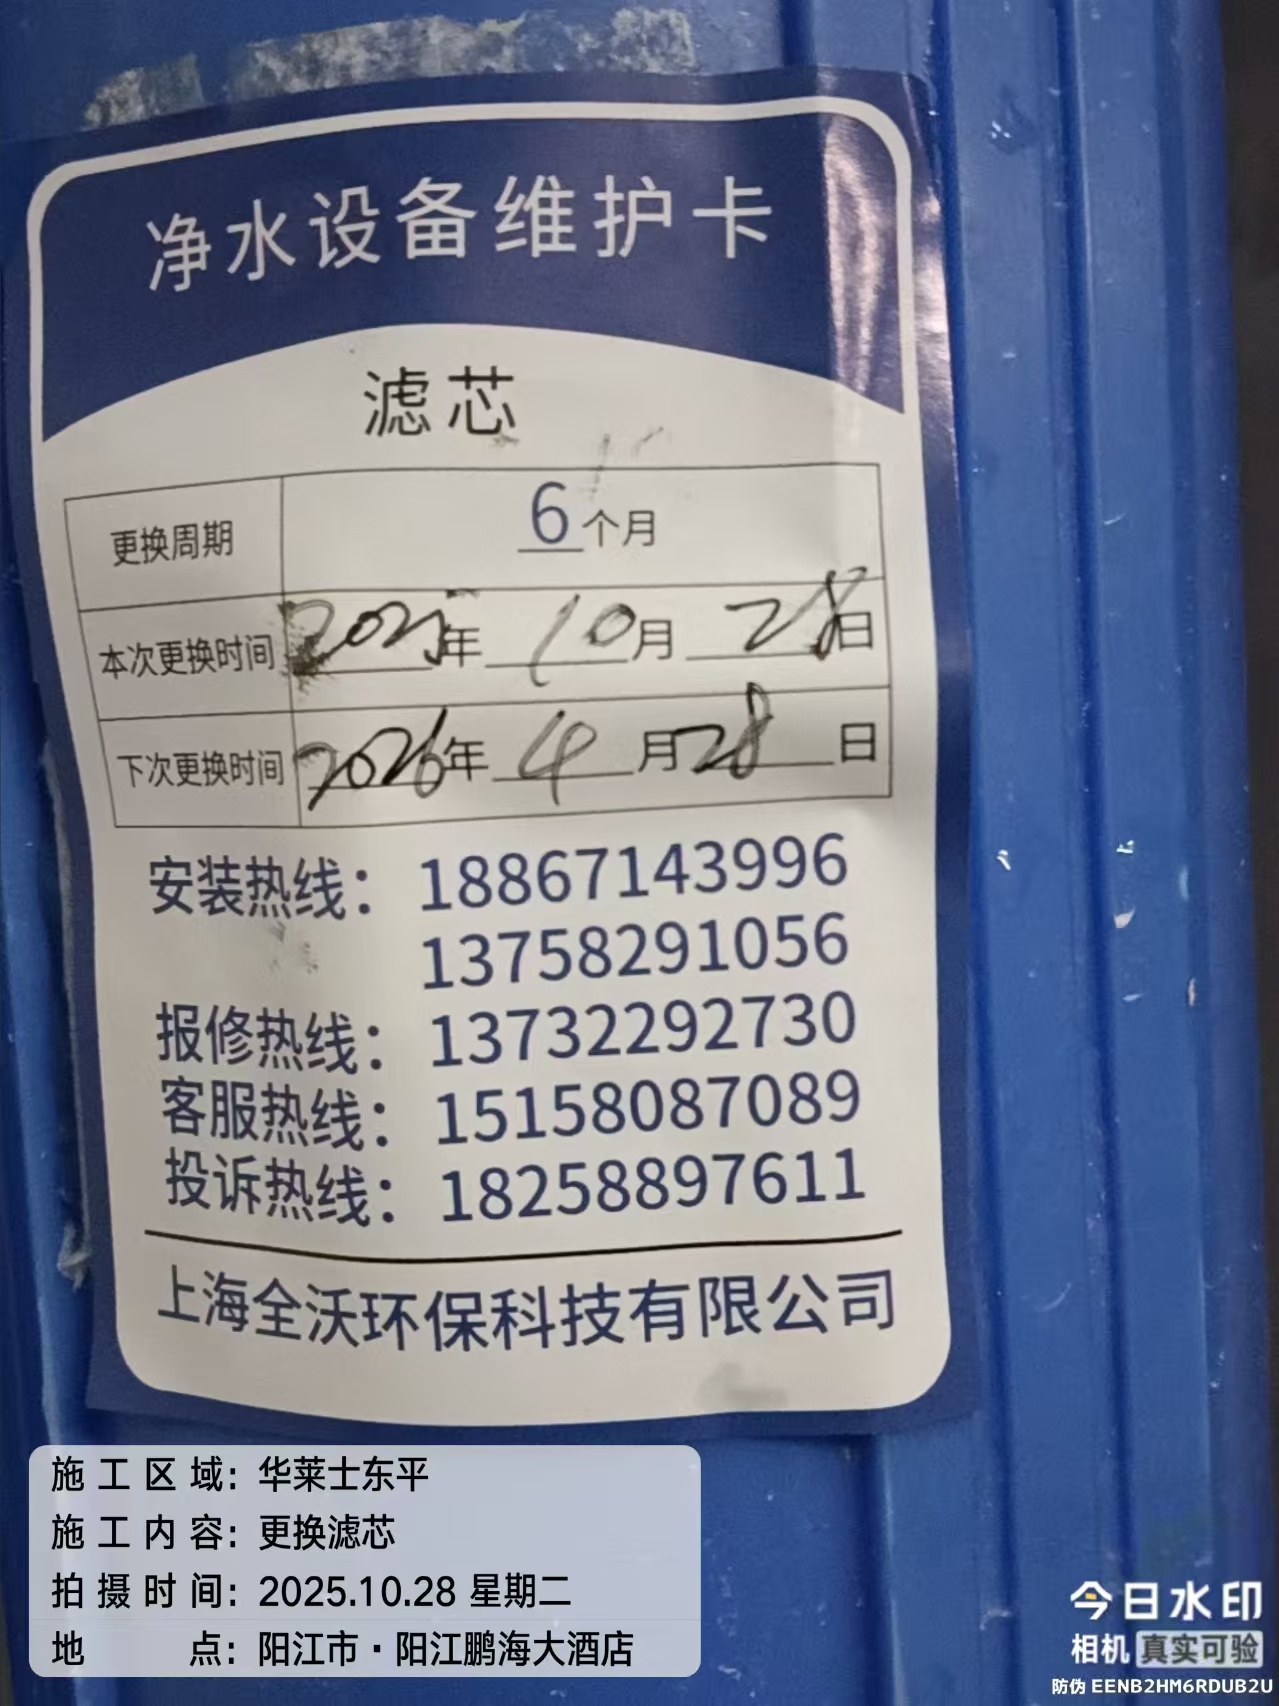 净水设备维护卡
滤芯
更换周期 6个月
本次更换时间 2025年 10月 28日
下次更换时间 2026年 4月28日
安装热线：18867143996
13758291056
报修热线：13732292730
客服热线：15158087089
投诉热线：18258897611
上海全沃环保科技有限公司
施工区域：华莱士东平
施工内容：更换滤芯
拍摄时间：2025.10.28 星期二
地点：阳江市·阳江鹏海大酒店
今日水印
相机 真实可验
防伪 EENB2HM6RDUB2U